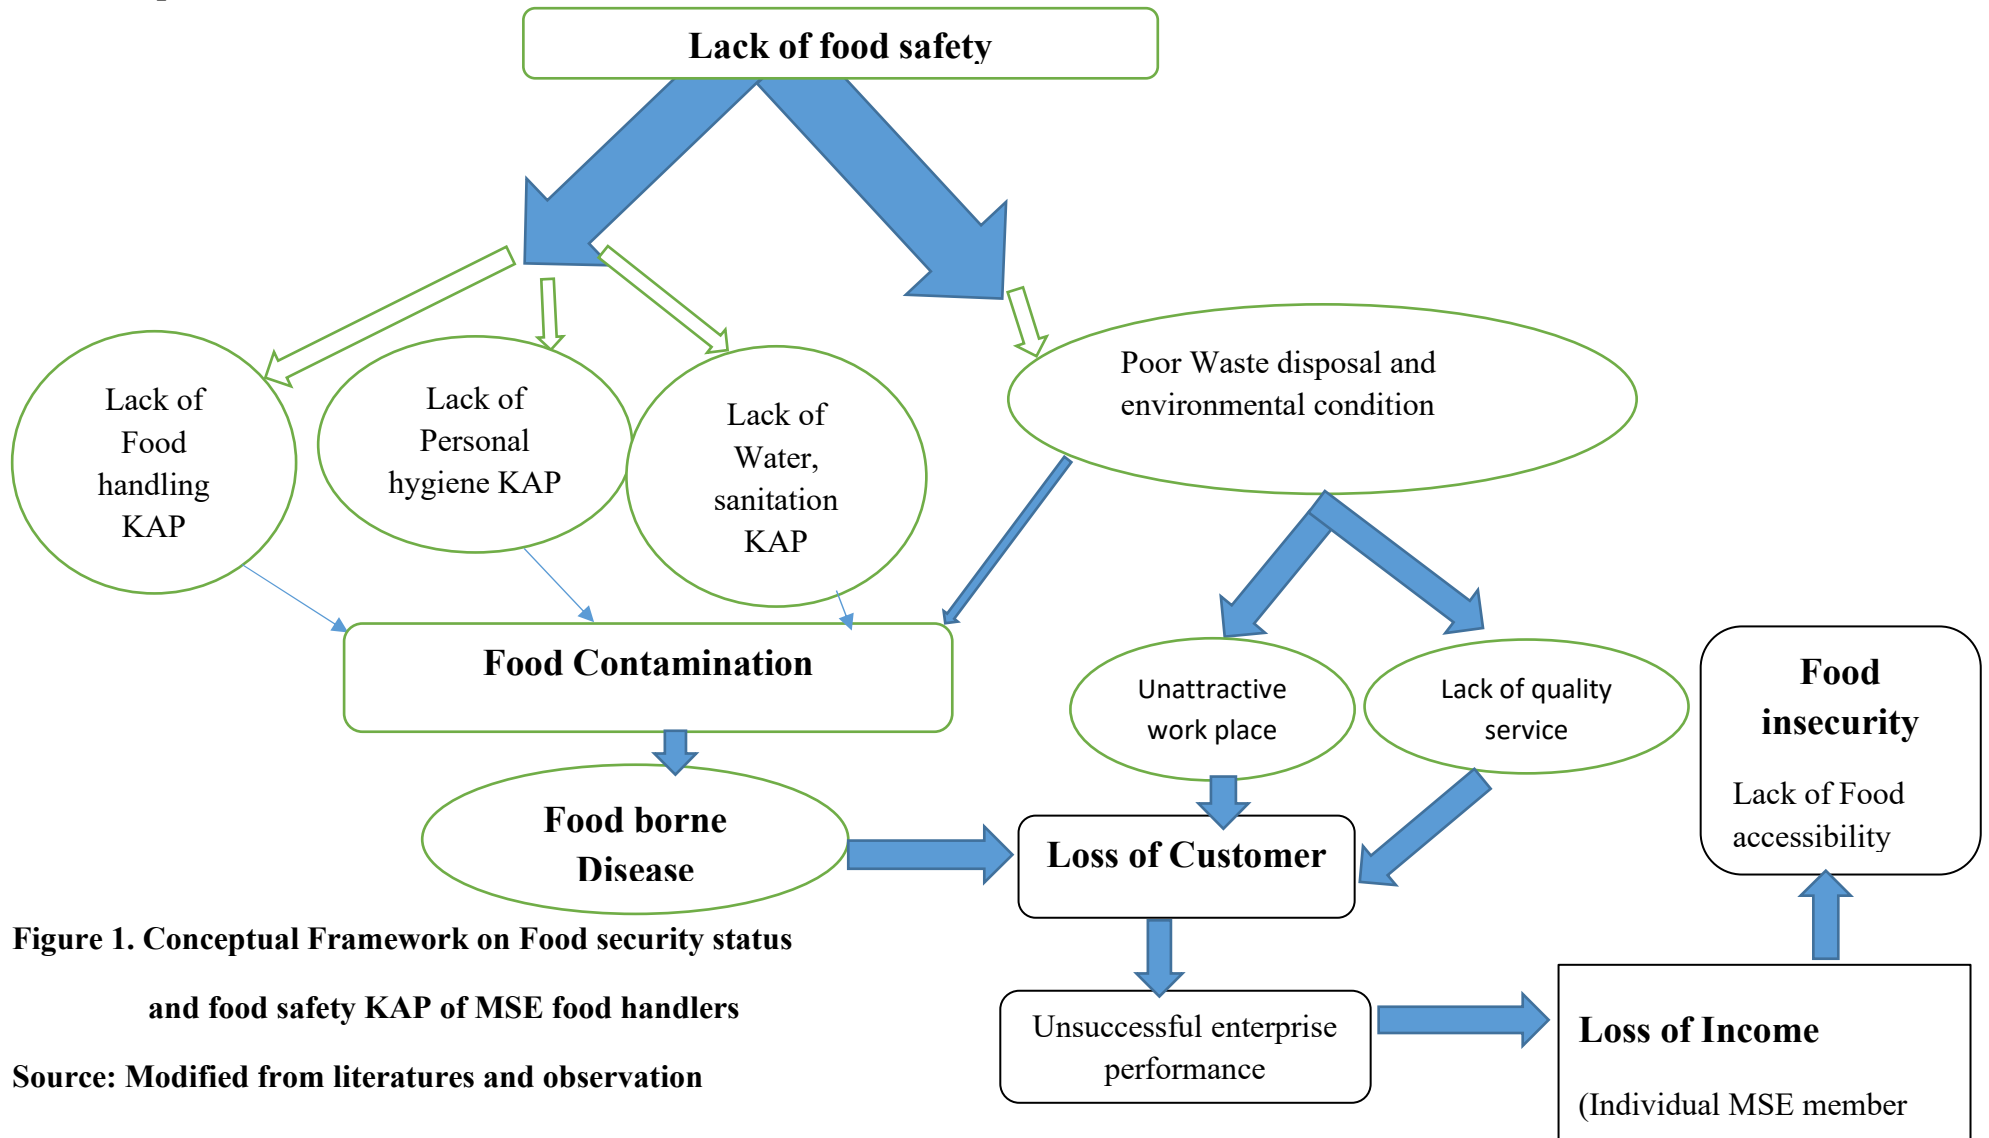 Lack of food safety
Lack of
Food
handling
KAP
Lack of
Personal
hygiene KAP
Lack of
Water,
sanitation
KAP
Poor Waste disposal and
environmental condition
Food Contamination
Unattractive
work place
Lack of quality
service
Food
insecurity
Lack of Food
accessibility
Food borne
Disease
Loss of Customer
Unsuccessful enterprise
performance
Loss of Income
(Individual MSE member
Figure 1. Conceptual Framework on Food security status
and food safety KAP of MSE food handlers
Source: Modified from literatures and observation